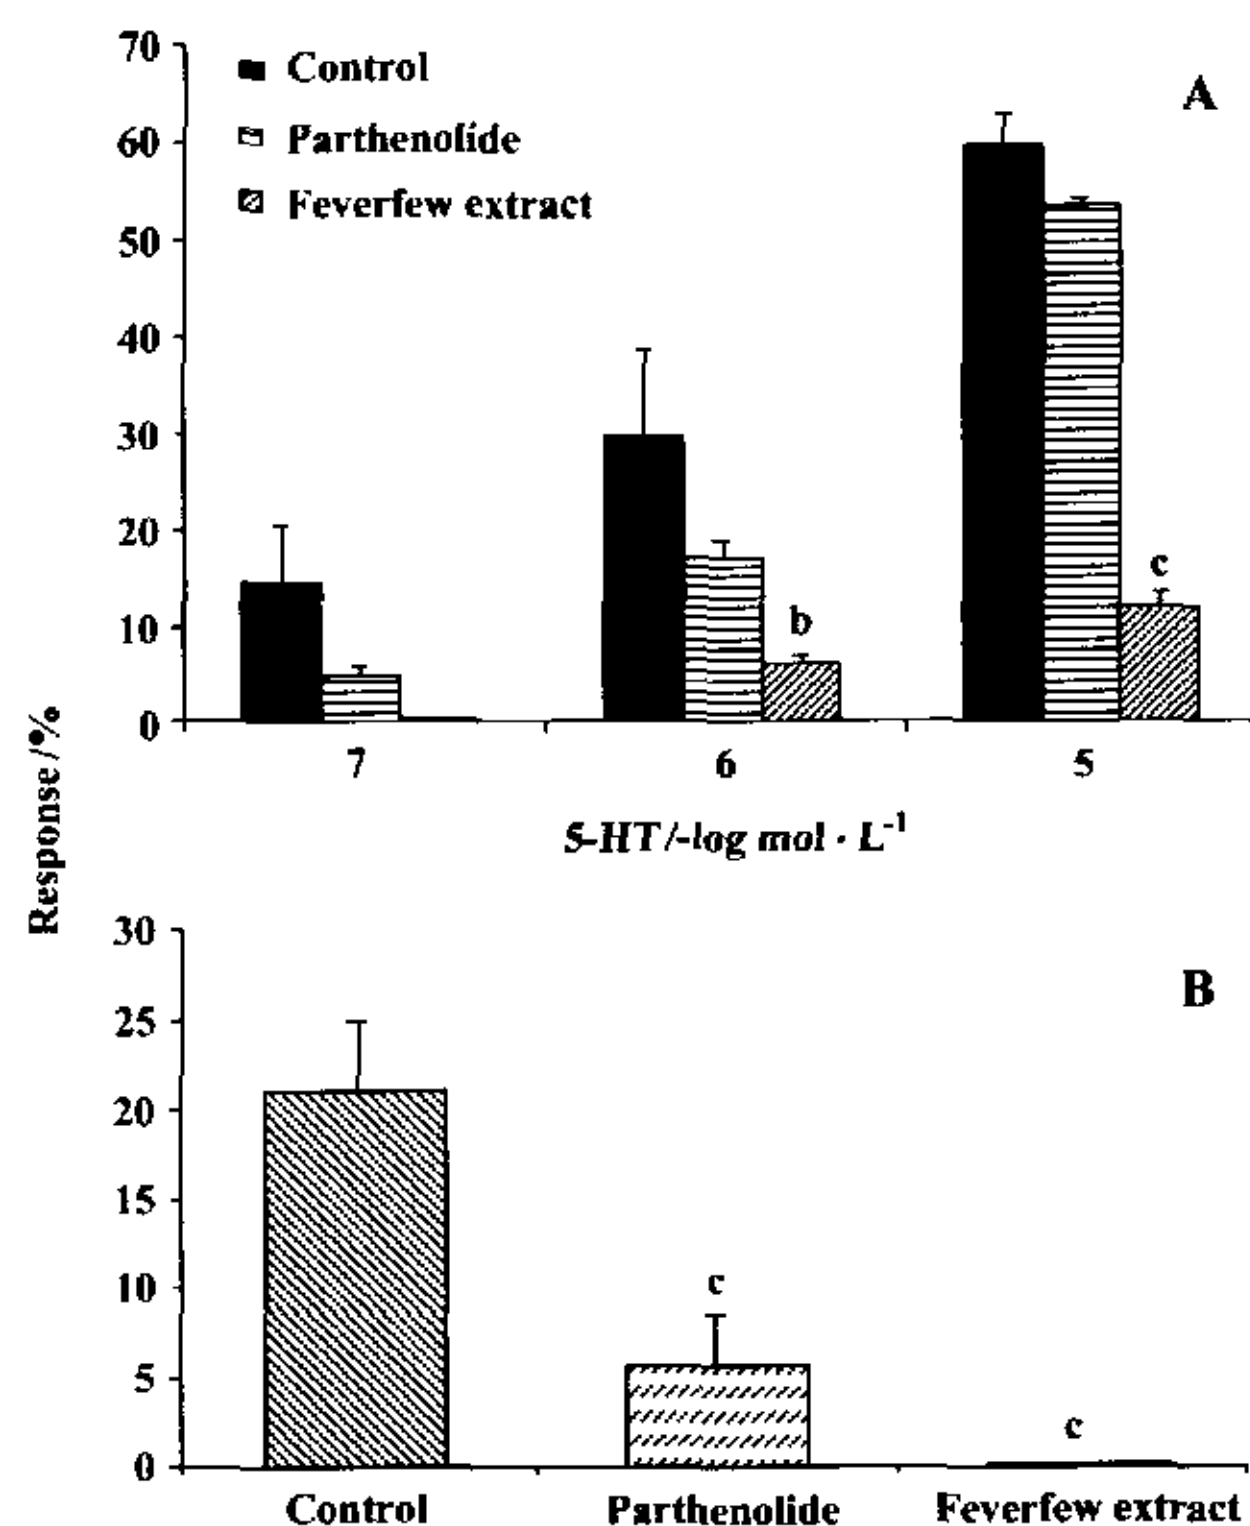 70
Control
A
60
Parthenolide
Feverfew extract
50
40
30
20
c
10
b
0
7
6
5
5-HT/-log mol · L⁻¹
Response/%
30
B
25
20
15
10
c
5
c
0
Control
Parthenolide
Feverfew extract